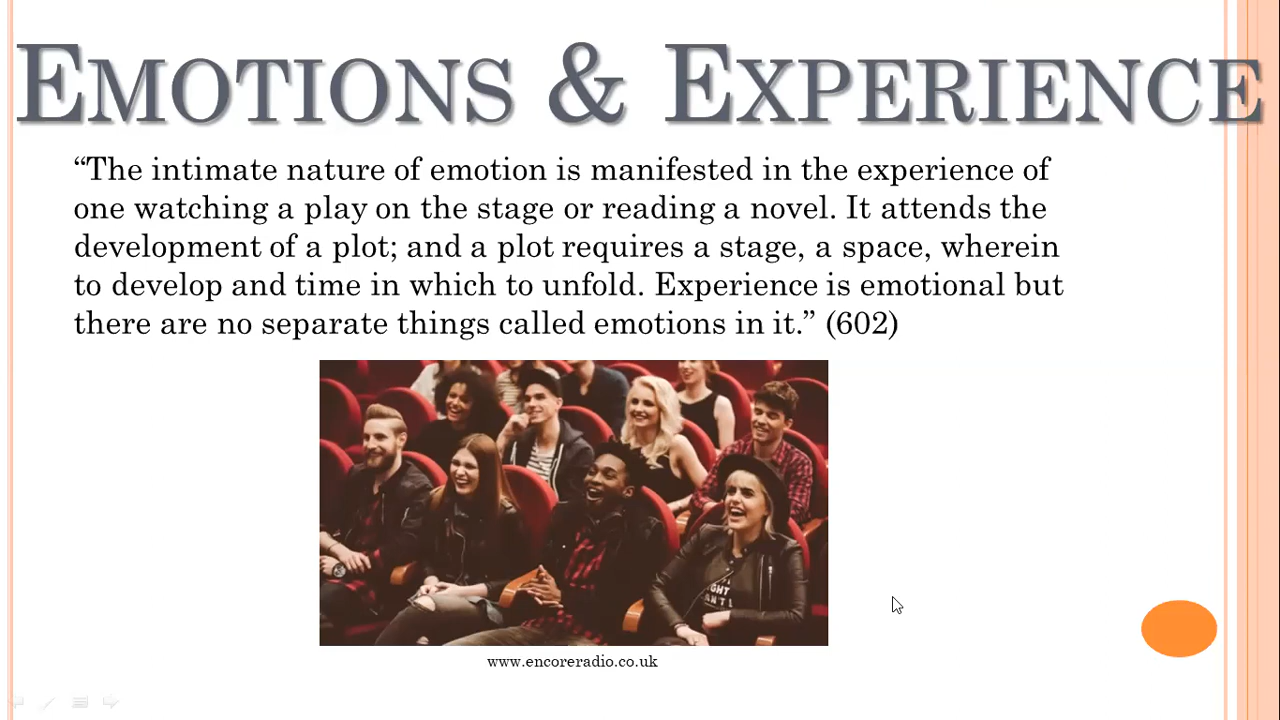 EMOTIONS & EXPERIENCE
“The intimate nature of emotion is manifested in the experience of
one watching a play on the stage or reading a novel. It attends the
development of a plot; and a plot requires a stage, a space, wherein
to develop and time in which to unfold. Experience is emotional but
there are no separate things called emotions in it.” (602)
www.encoreradio.co.uk